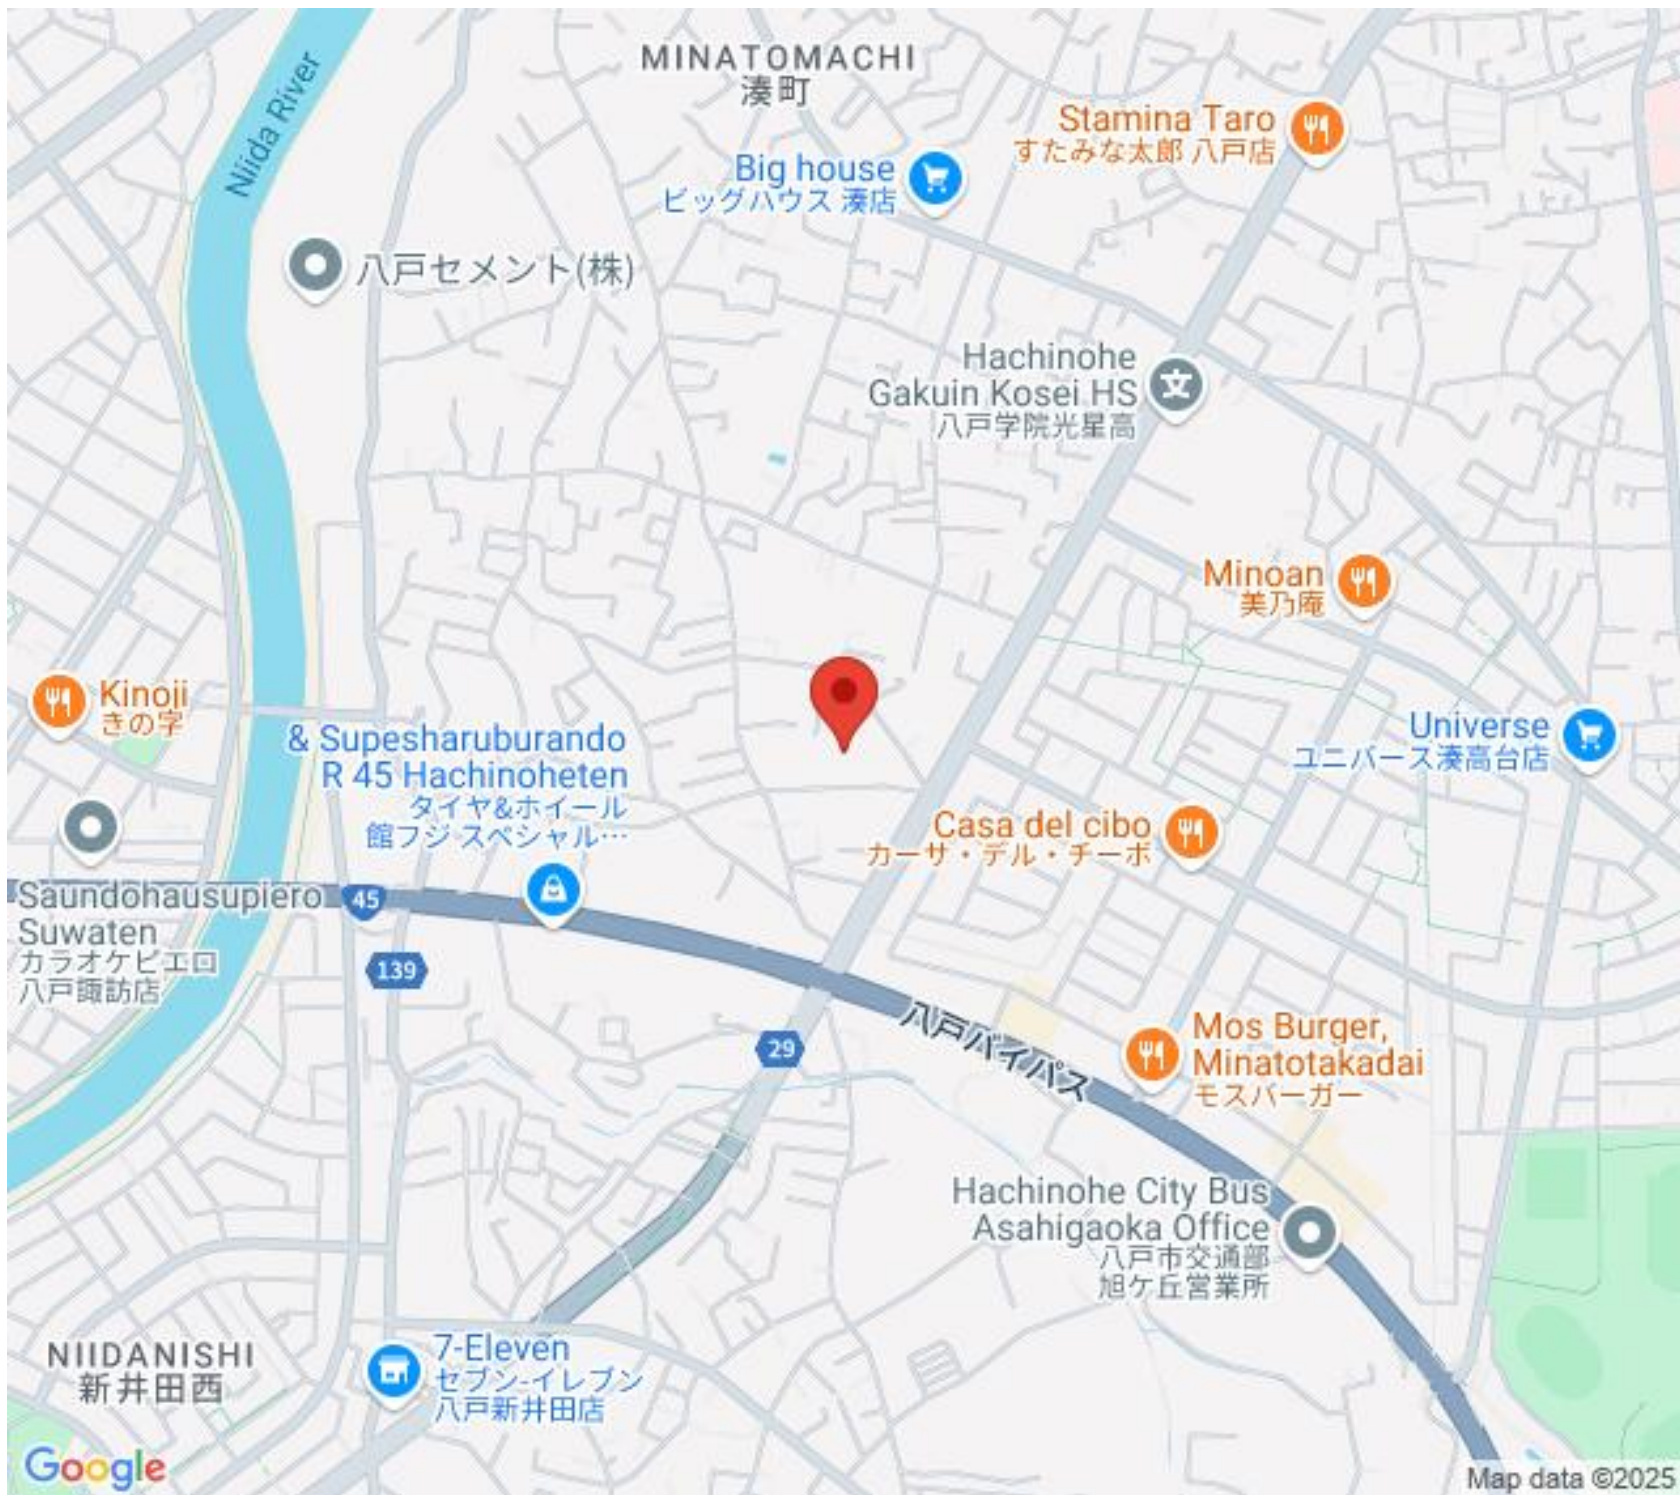 MINATOMACHI
湊町
Niida River
Stamina Taro
すたみな太郎 八戸店
Big house
ビッグハウス 湊店
八戸セメント(株)
Hachinohe
Gakuin Kosei HS
八戸学院光星高
Minoan
美乃庵
Kinoji
きの字
& Supesharuburando
R 45 Hachinoheten
タイヤ&ホイール
館フジ スペシャル…
Universe
ユニバース湊高台店
Casa del cibo
カーサ・デル・チーボ
Saundohausupiero
Suwaten
カラオケピエロ
八戸諏訪店
45
139
29
八戸バイパス
Mos Burger,
Minatotakadai
モスバーガー
Hachinohe City Bus
Asahigaoka Office
八戸市交通部
旭ケ丘営業所
NIIDANISHI
新井田西
7-Eleven
セブン-イレブン
八戸新井田店
Google
Map data ©2025